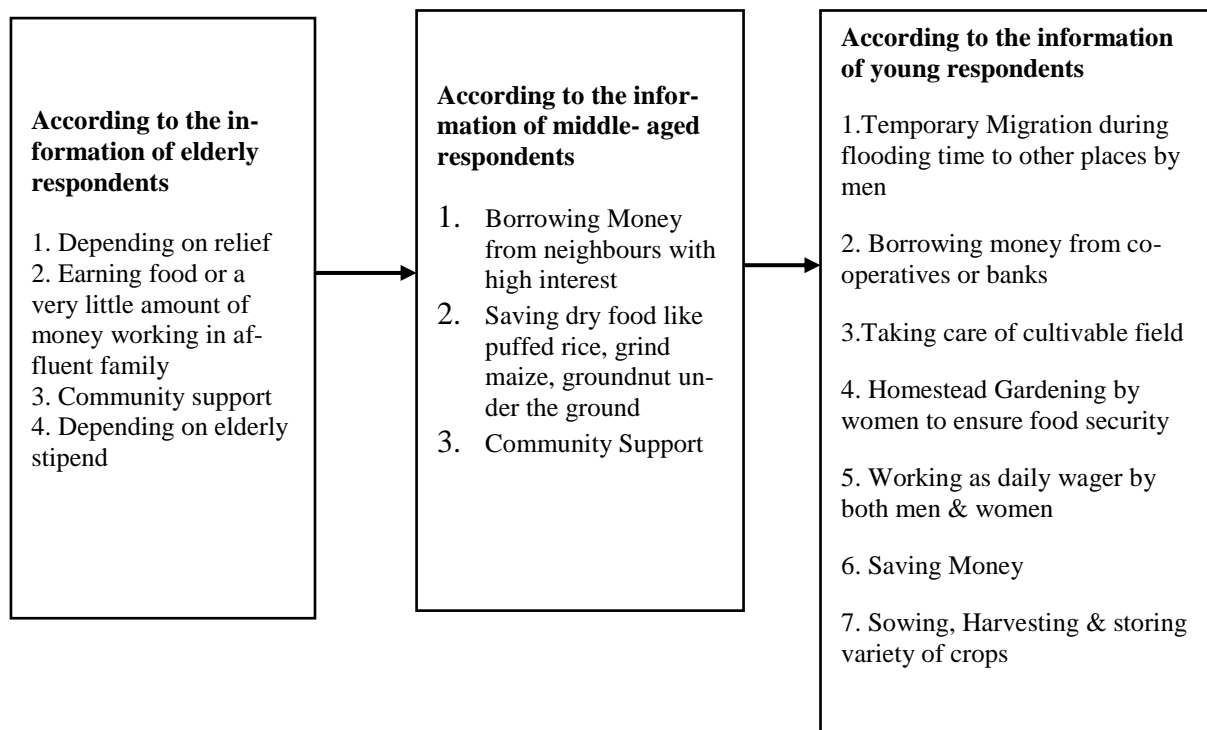 According to the in-
formation of elderly
respondents
1. Depending on relief
2. Earning food or a
very little amount of
money working in af-
fluent family
3. Community support
4. Depending on elderly
stipend
According to the infor-
mation of middle- aged
respondents
1. Borrowing Money
from neighbours with
high interest
2. Saving dry food like
puffed rice, grind
maize, groundnut un-
der the ground
3. Community Support
According to the information
of young respondents
1.Temporary Migration during
flooding time to other places by
men
2. Borrowing money from co-
operatives or banks
3.Taking care of cultivable field
4. Homestead Gardening by
women to ensure food security
5. Working as daily wager by
both men & women
6. Saving Money
7. Sowing, Harvesting & storing
variety of crops